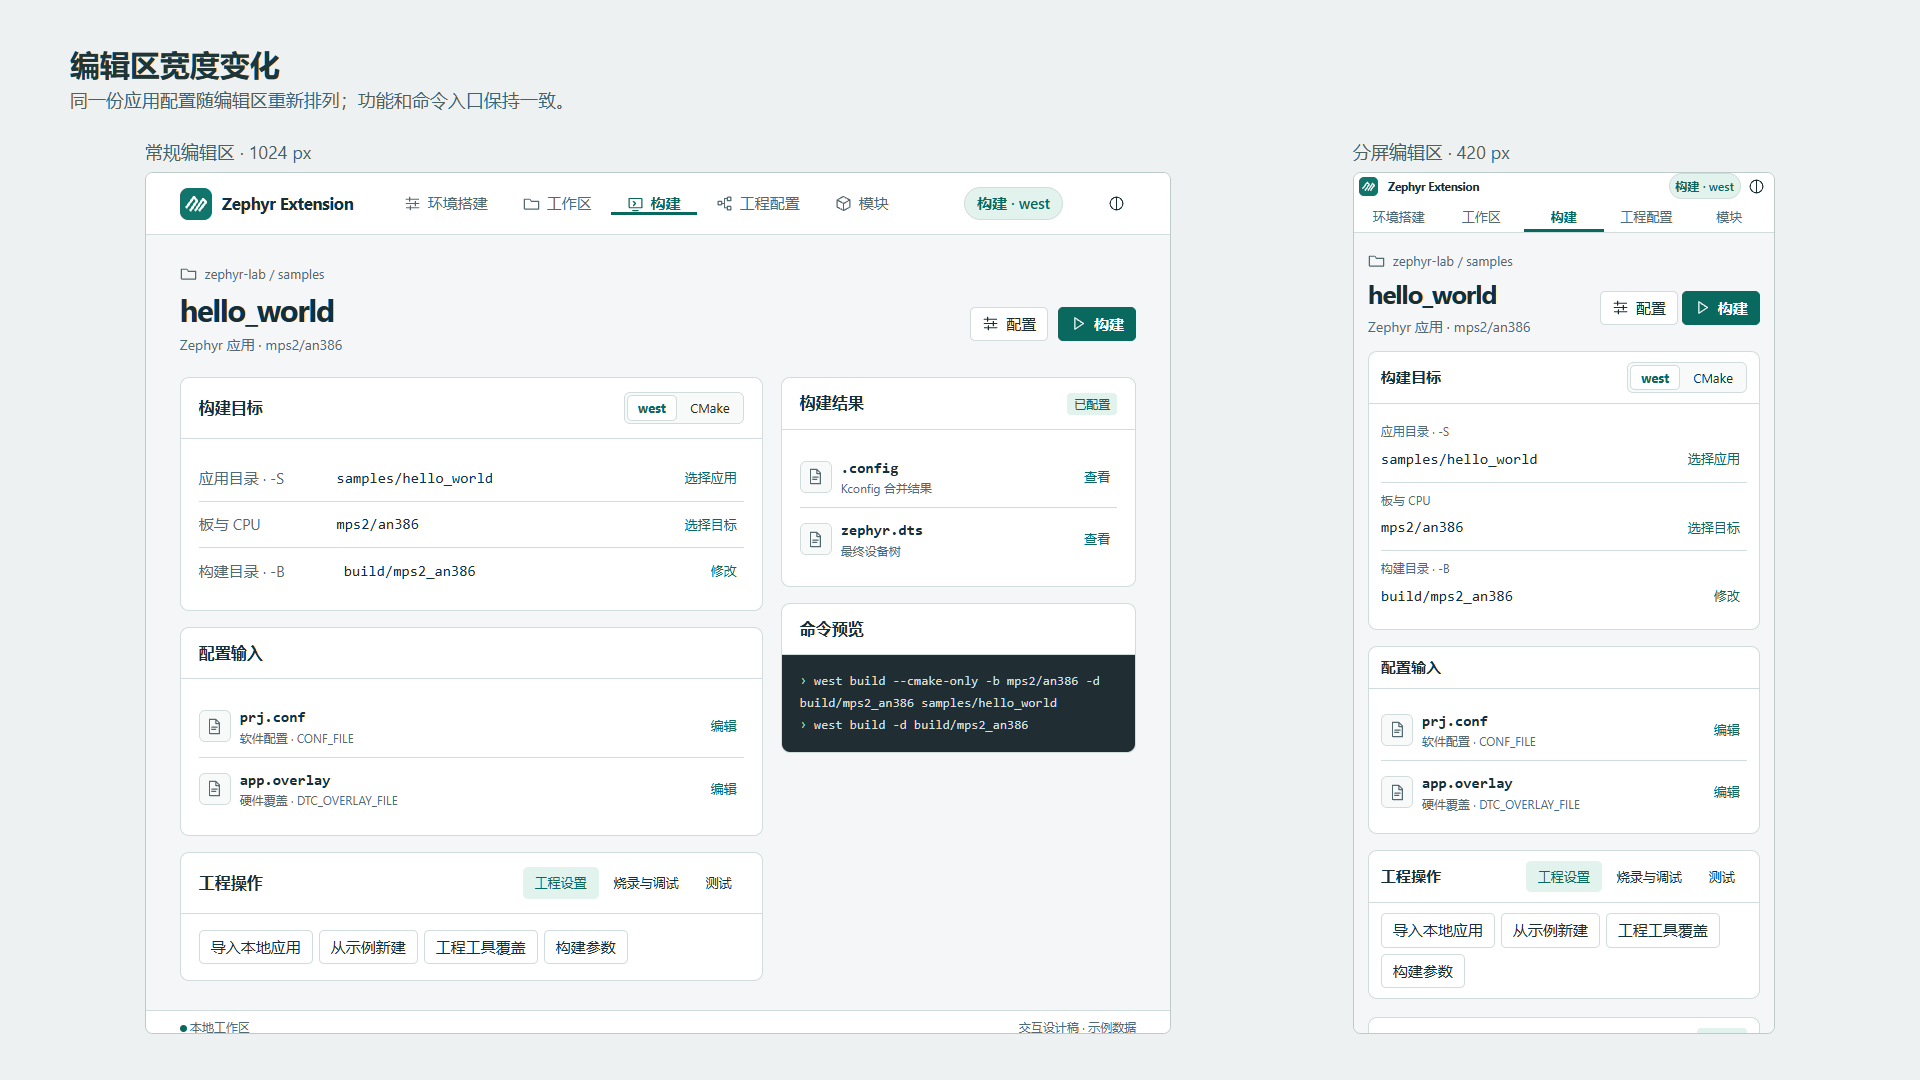 编辑区宽度变化
同一份应用配置随编辑区重新排列；功能和命令入口保持一致。
常规编辑区 · 1024 px
Zephyr Extension
环境搭建
工作区
构建
工程配置
模块
构建 · west
zephyr-lab / samples
hello_world
Zephyr 应用 · mps2/an386
配置
构建
构建目标
west
CMake
应用目录 · -S
samples/hello_world
选择应用
板与 CPU
mps2/an386
选择目标
构建目录 · -B
build/mps2_an386
修改
配置输入
prj.conf
软件配置 · CONF_FILE
编辑
app.overlay
硬件覆盖 · DTC_OVERLAY_FILE
编辑
工程操作
工程设置
烧录与调试
测试
导入本地应用
从示例新建
工程工具覆盖
构建参数
构建结果
已配置
.config
Kconfig 合并结果
查看
zephyr.dts
最终设备树
查看
命令预览
› west build --cmake-only -b mps2/an386 -d
build/mps2_an386 samples/hello_world
› west build -d build/mps2_an386
本地工作区
交互设计稿 · 示例数据
分屏编辑区 · 420 px
Zephyr Extension
构建 · west
环境搭建
工作区
构建
工程配置
模块
zephyr-lab / samples
hello_world
Zephyr 应用 · mps2/an386
配置
构建
构建目标
west
CMake
应用目录 · -S
samples/hello_world
选择应用
板与 CPU
mps2/an386
选择目标
构建目录 · -B
build/mps2_an386
修改
配置输入
prj.conf
软件配置 · CONF_FILE
编辑
app.overlay
硬件覆盖 · DTC_OVERLAY_FILE
编辑
工程操作
工程设置
烧录与调试
测试
导入本地应用
从示例新建
工程工具覆盖
构建参数